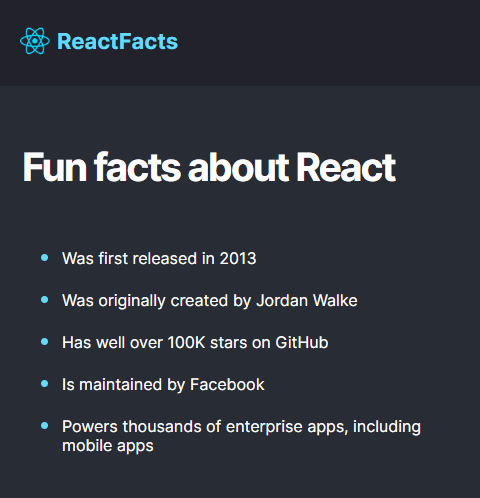 ReactFacts
Fun facts about React
Was first released in 2013
Was originally created by Jordan Walke
Has well over 100K stars on GitHub
Is maintained by Facebook
Powers thousands of enterprise apps, including
mobile apps